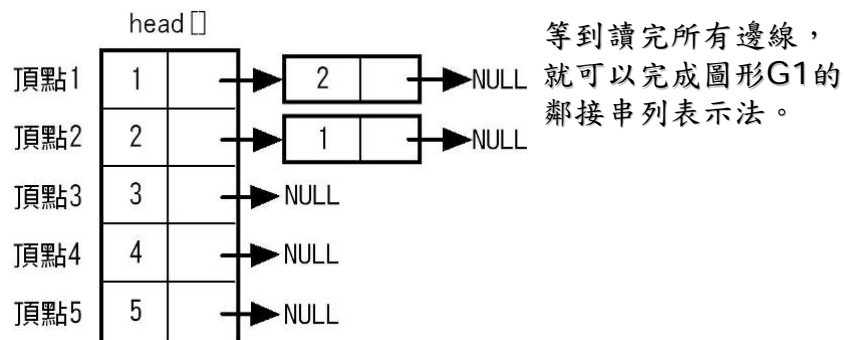 head []
頂點1 1 2 NULL
頂點2 2 1 NULL
頂點3 3 NULL
頂點4 4 NULL
頂點5 5 NULL
等到讀完所有邊線，
就可以完成圖形G1的
鄰接串列表示法。